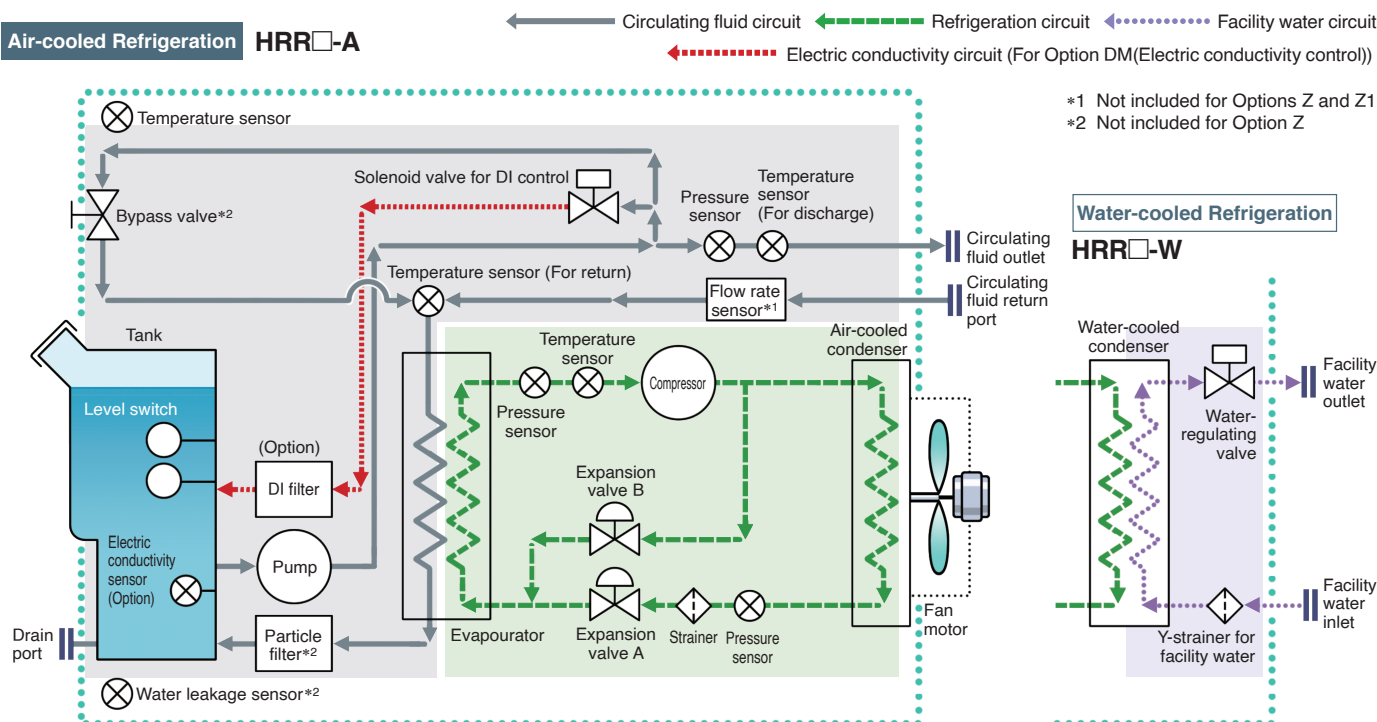 Air-cooled Refrigeration HRR□-A
Circulating fluid circuit
Refrigeration circuit
Facility water circuit
Electric conductivity circuit (For Option DM(Electric conductivity control))
*1 Not included for Options Z and Z1
*2 Not included for Option Z
Temperature sensor
Solenoid valve for DI control
Bypass valve*2
Pressure
sensor
Temperature
sensor
(For discharge)
Circulating
fluid outlet
Temperature sensor (For return)
Flow rate
sensor*1
Circulating
fluid return
port
Tank
Level switch
(Option)
DI filter
Electric
conductivity
sensor
(Option)
Pump
Drain
port
Particle
filter*2
Water leakage sensor*2
Evapourator
Pressure
sensor
Temperature
sensor
Compressor
Air-cooled
condenser
Expansion
valve B
Expansion
valve A
Strainer
Pressure
sensor
Fan
motor
Water-cooled Refrigeration
HRR□-W
Water-cooled
condenser
Water-
regulating
valve
Facility
water
outlet
Y-strainer for
facility water
Facility
water
inlet